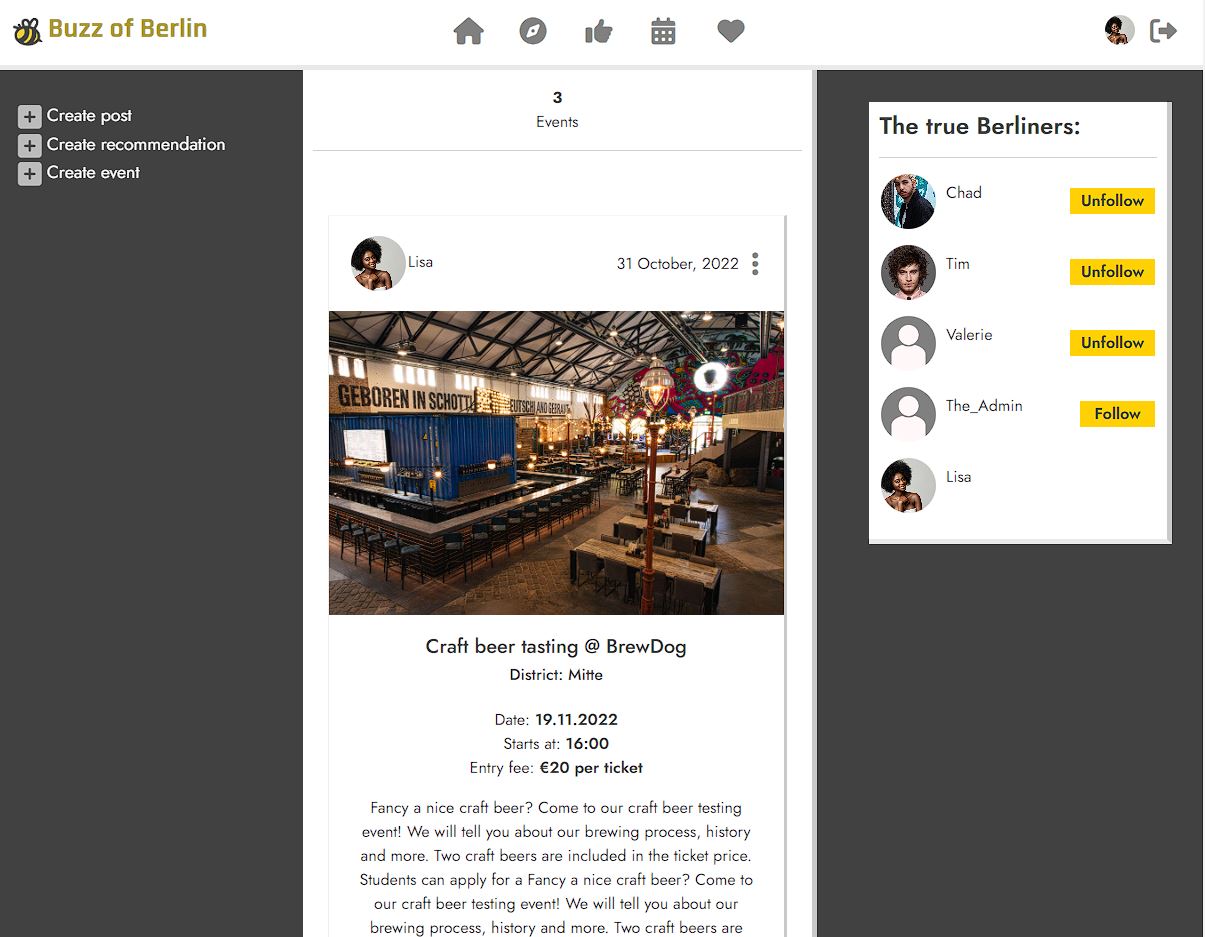 Buzz of Berlin
Create post
Create recommendation
Create event
3
Events
Lisa
31 October, 2022
GEBOREN IN SCHOTTL
EUTSCHLAND GEBRAUT
Craft beer tasting @ BrewDog
District: Mitte
Date: 19.11.2022
Starts at: 16:00
Entry fee: €20 per ticket
Fancy a nice craft beer? Come to our craft beer testing
event! We will tell you about our brewing process, history
and more. Two craft beers are included in the ticket price.
Students can apply for a Fancy a nice craft beer? Come to
our craft beer testing event! We will tell you about our
brewing process, history and more. Two craft beers are
The true Berliners:
Chad
Unfollow
Tim
Unfollow
Valerie
Unfollow
The_Admin
Follow
Lisa